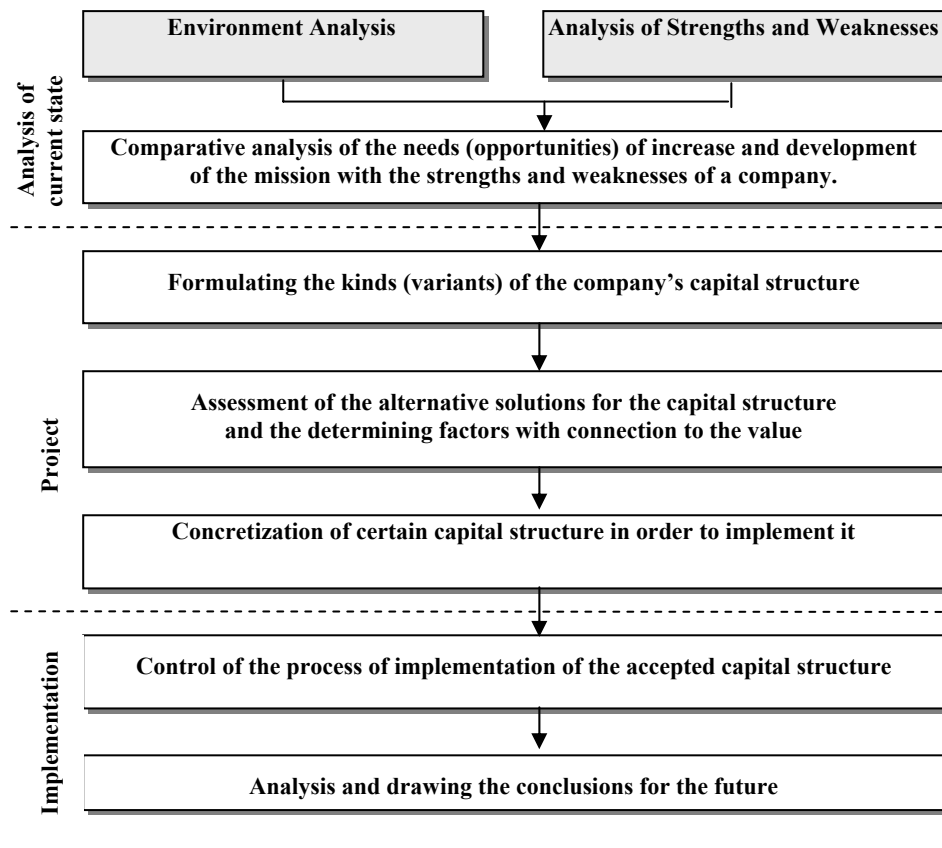 Environment Analysis
Analysis of Strengths and Weaknesses
Analysis of
current state
Comparative analysis of the needs (opportunities) of increase and development
of the mission with the strengths and weaknesses of a company.
Formulating the kinds (variants) of the company’s capital structure
Project
Assessment of the alternative solutions for the capital structure
and the determining factors with connection to the value
Concretization of certain capital structure in order to implement it
Implementation
Control of the process of implementation of the accepted capital structure
Analysis and drawing the conclusions for the future